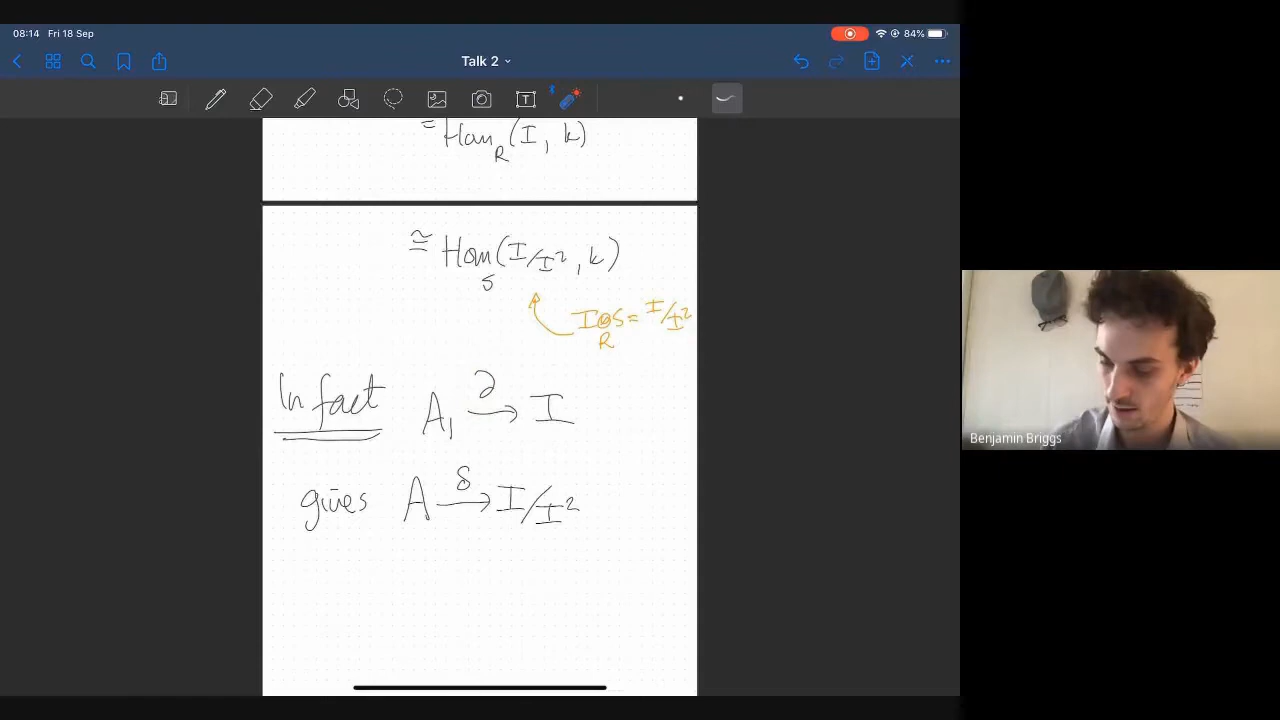 08:14 Fri 18 Sep
84%
Talk 2
= Hom_R(I, k)
≅ Hom_S(I/I², k)
I⊗_R S = I/I²
In fact A₁ —∂→ I
gives A —δ→ I/I²
Benjamin Briggs